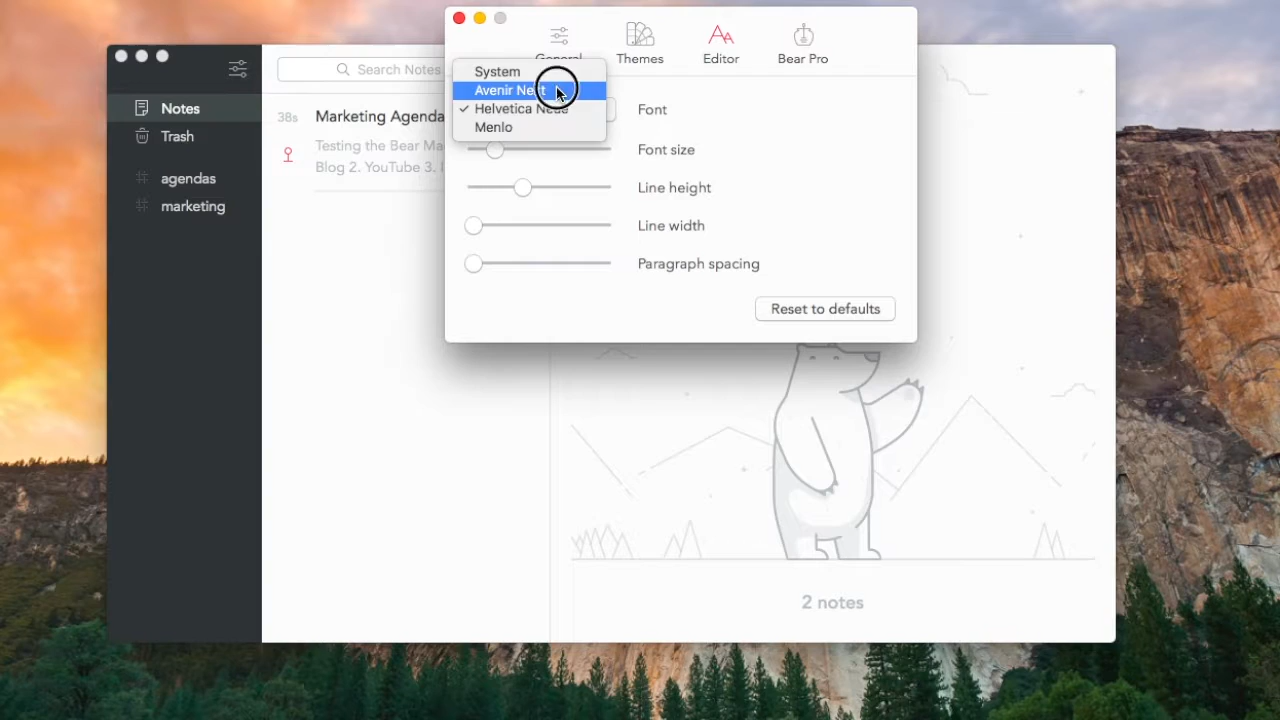 General
Themes
Editor
Bear Pro
System
Avenir Next
Helvetica Neue
Menlo
Font
Font size
Line height
Line width
Paragraph spacing
Reset to defaults
Notes
Trash
agendas
marketing
Search Notes
38s
Marketing Agenda
Testing the Bear Ma
Blog 2. YouTube 3.
2 notes